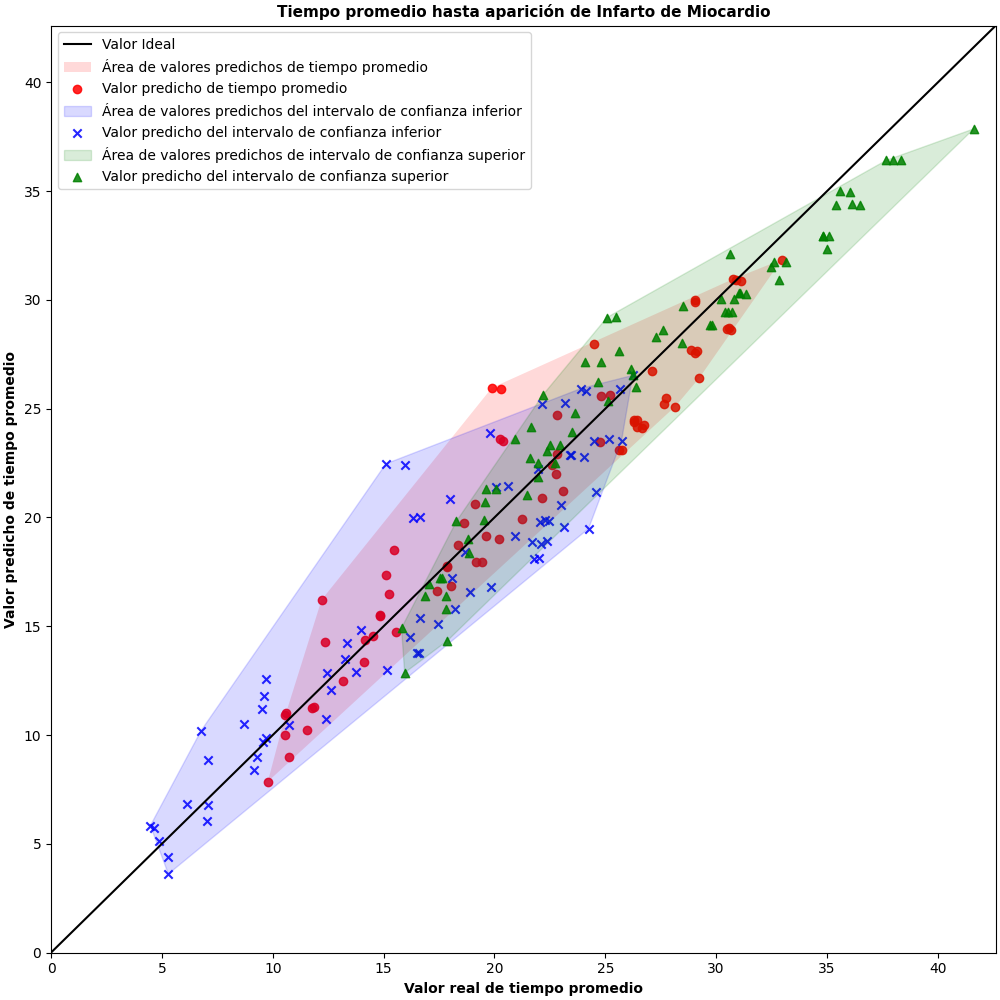 Tiempo promedio hasta aparición de Infarto de Miocardio
Valor Ideal
Área de valores predichos de tiempo promedio
Valor predicho de tiempo promedio
Área de valores predichos del intervalo de confianza inferior
Valor predicho del intervalo de confianza inferior
Área de valores predichos de intervalo de confianza superior
Valor predicho del intervalo de confianza superior
Valor predicho de tiempo promedio
40
35
30
25
20
15
10
5
0
0 5 10 15 20 25 30 35 40
Valor real de tiempo promedio